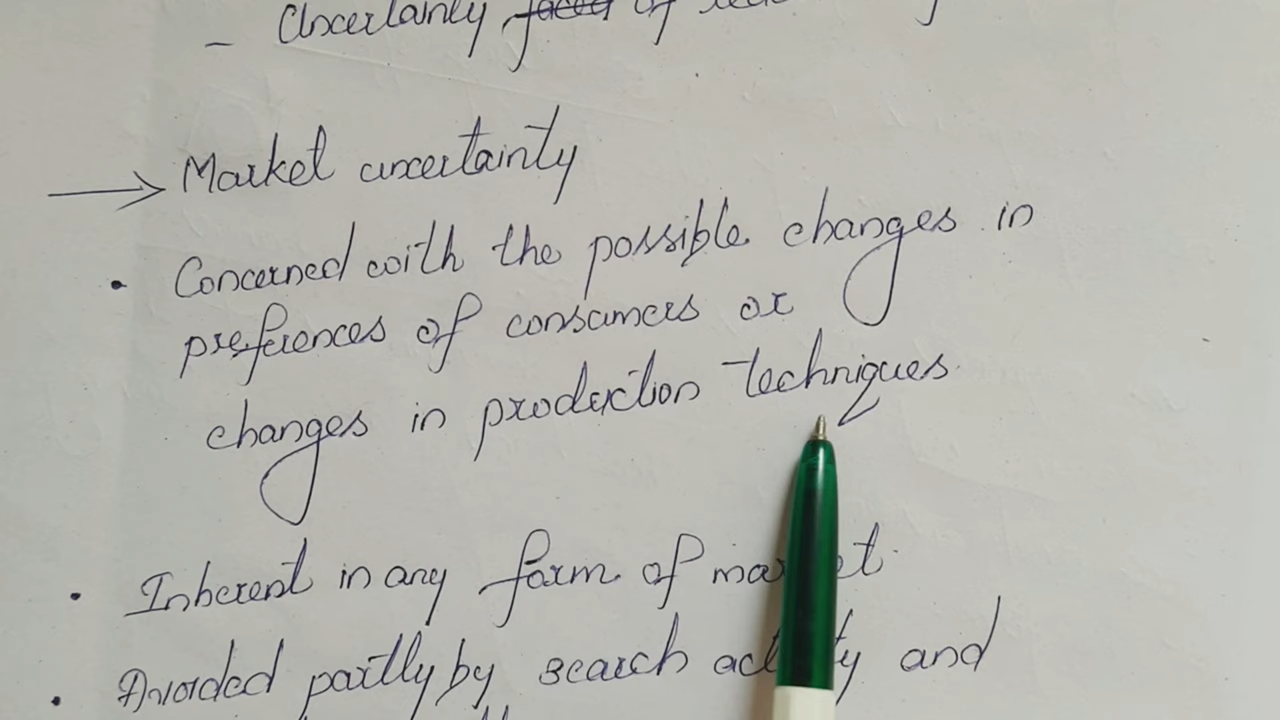 - Uncertainty of
→ Market uncertainty
• Concerned with the possible changes in
preferences of consumers or
changes in production techniques.
• Inherent in any form of market.
• Avoided partly by search activity and